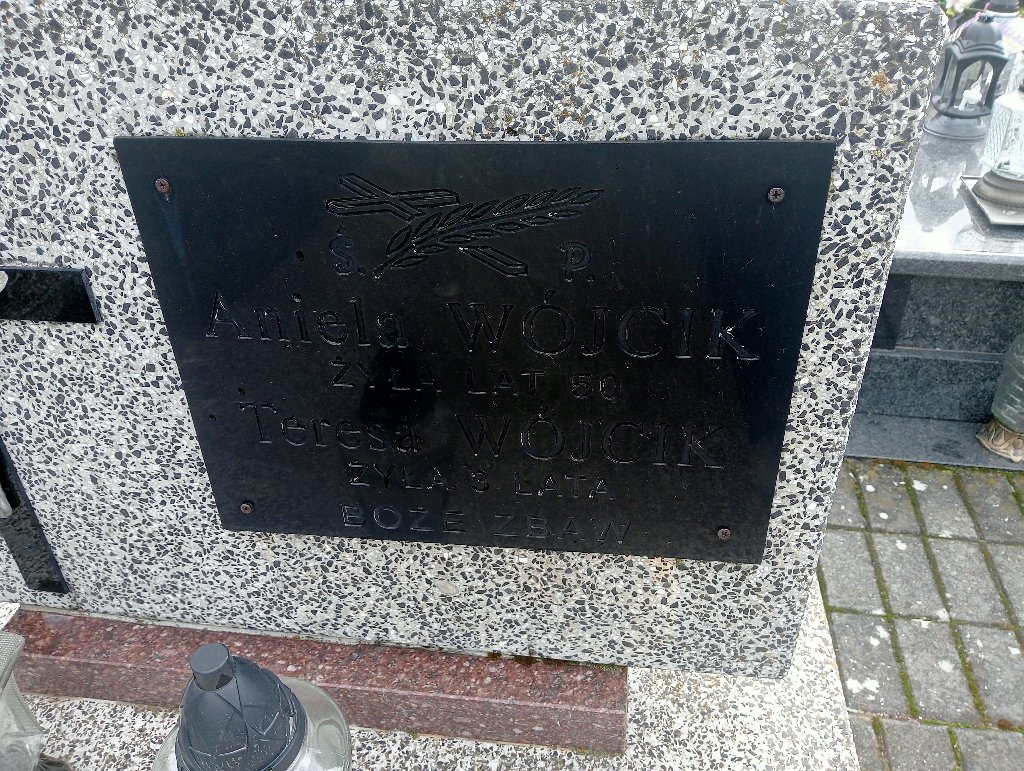 Ś. P.
Aniela WÓJCIK
ŻYŁA LAT 50
Teresa WÓJCIK
ŻYŁA 3 LATA
BOŻE ZBAW